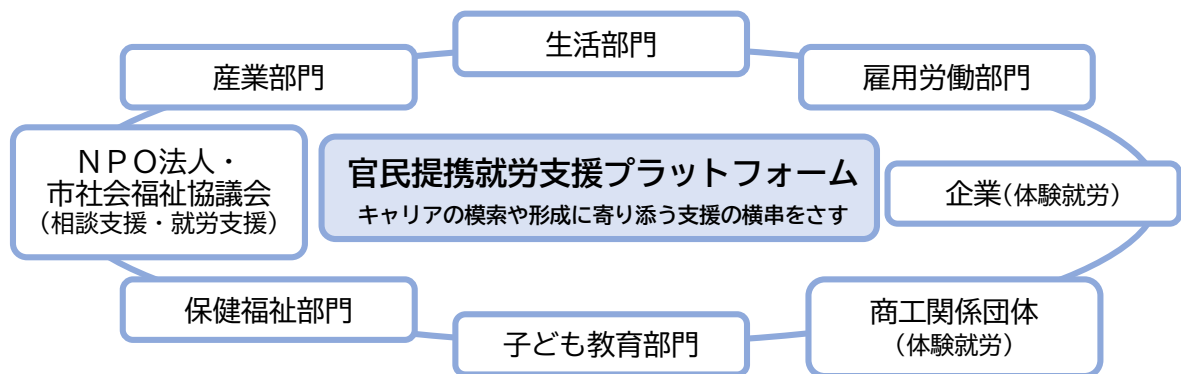 生活部門
産業部門
雇用労働部門
ＮＰＯ法人・
市社会福祉協議会
（相談支援・就労支援）
官民提携就労支援プラットフォーム
キャリアの模索や形成に寄り添う支援の横串をさす
企業（体験就労）
保健福祉部門
子ども教育部門
商工関係団体
（体験就労）